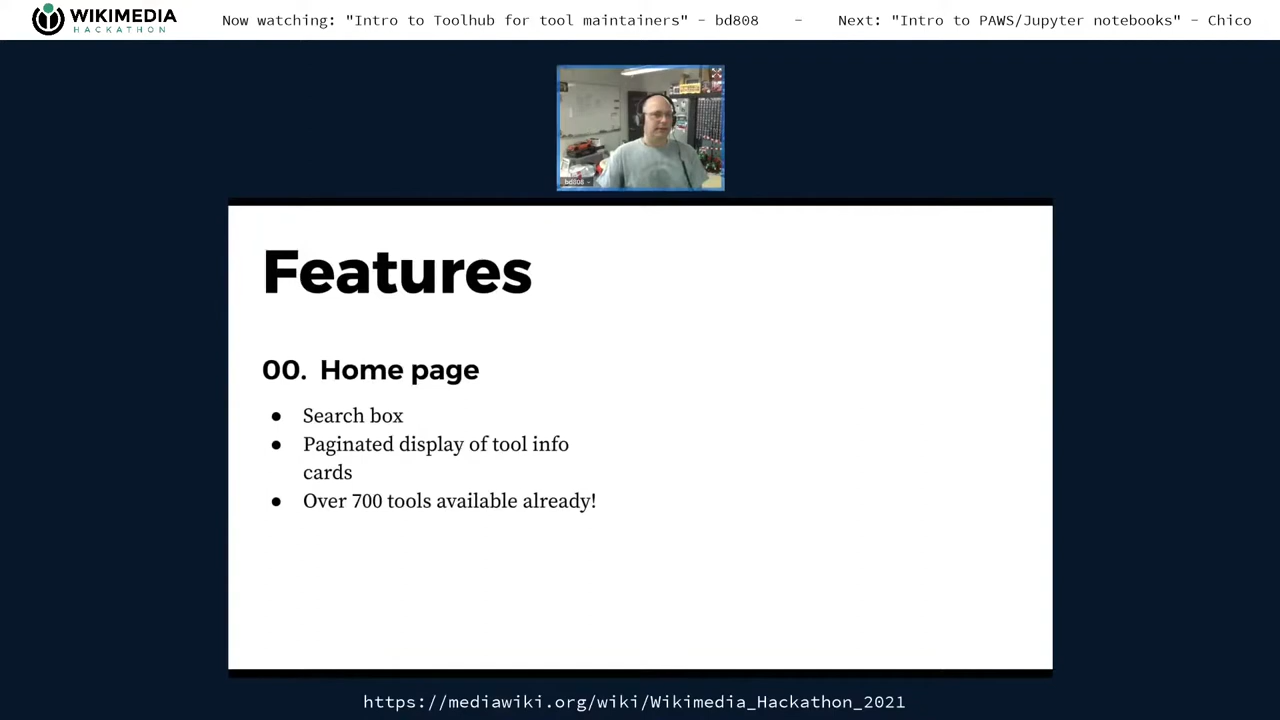 WIKIMEDIA
HACKATHON
Now watching: "Intro to Toolhub for tool maintainers" - bd808 - Next: "Intro to PAWS/Jupyter notebooks" - Chico
bd808
Features
00. Home page
● Search box
● Paginated display of tool info
cards
● Over 700 tools available already!
https://mediawiki.org/wiki/Wikimedia_Hackathon_2021